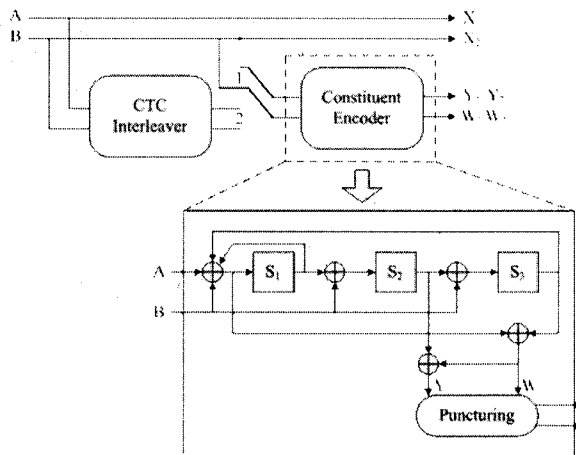 A
X
B
1
CTC
Interleaver
2
Constituent
Encoder
A
S₁
S₂
S₃
B
Y
W
Puncturing